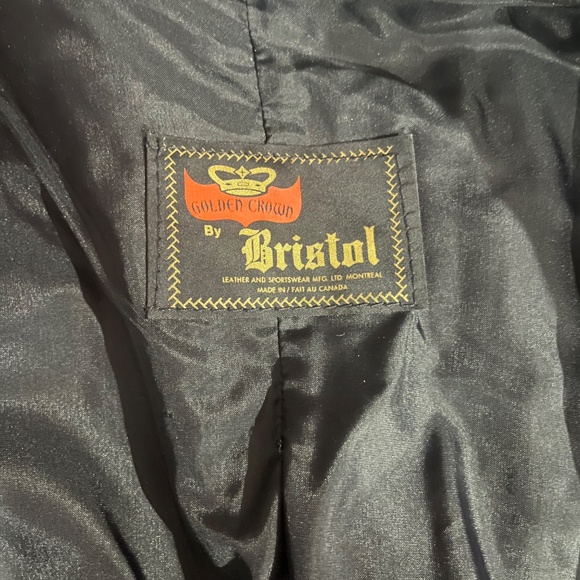 GOLDEN CROWN
By Bristol
LEATHER AND SPORTSWEAR MFG. LTD. MONTREAL
MADE IN / FAIT AU CANADA